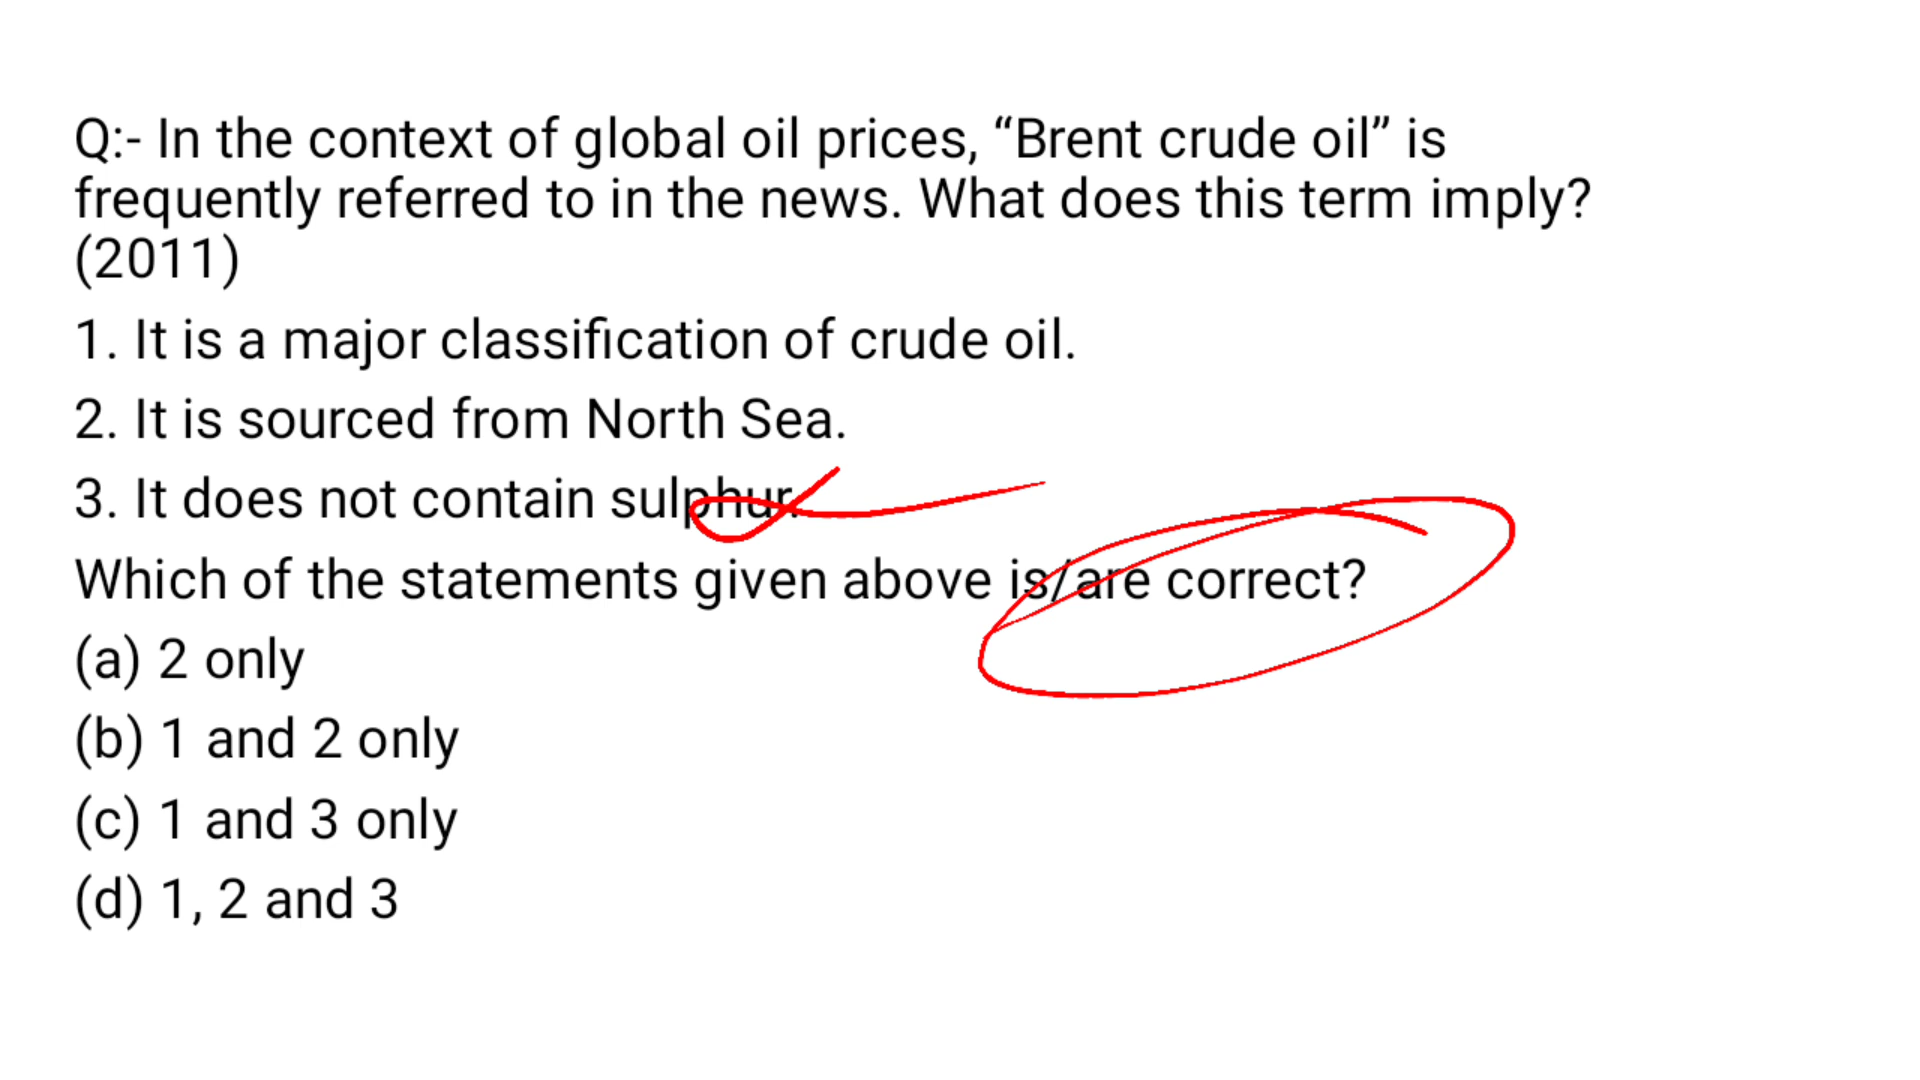 Q:- In the context of global oil prices, “Brent crude oil” is
frequently referred to in the news. What does this term imply?
(2011)
1. It is a major classification of crude oil.
2. It is sourced from North Sea.
3. It does not contain sulphur.
Which of the statements given above is/are correct?
(a) 2 only
(b) 1 and 2 only
(c) 1 and 3 only
(d) 1, 2 and 3